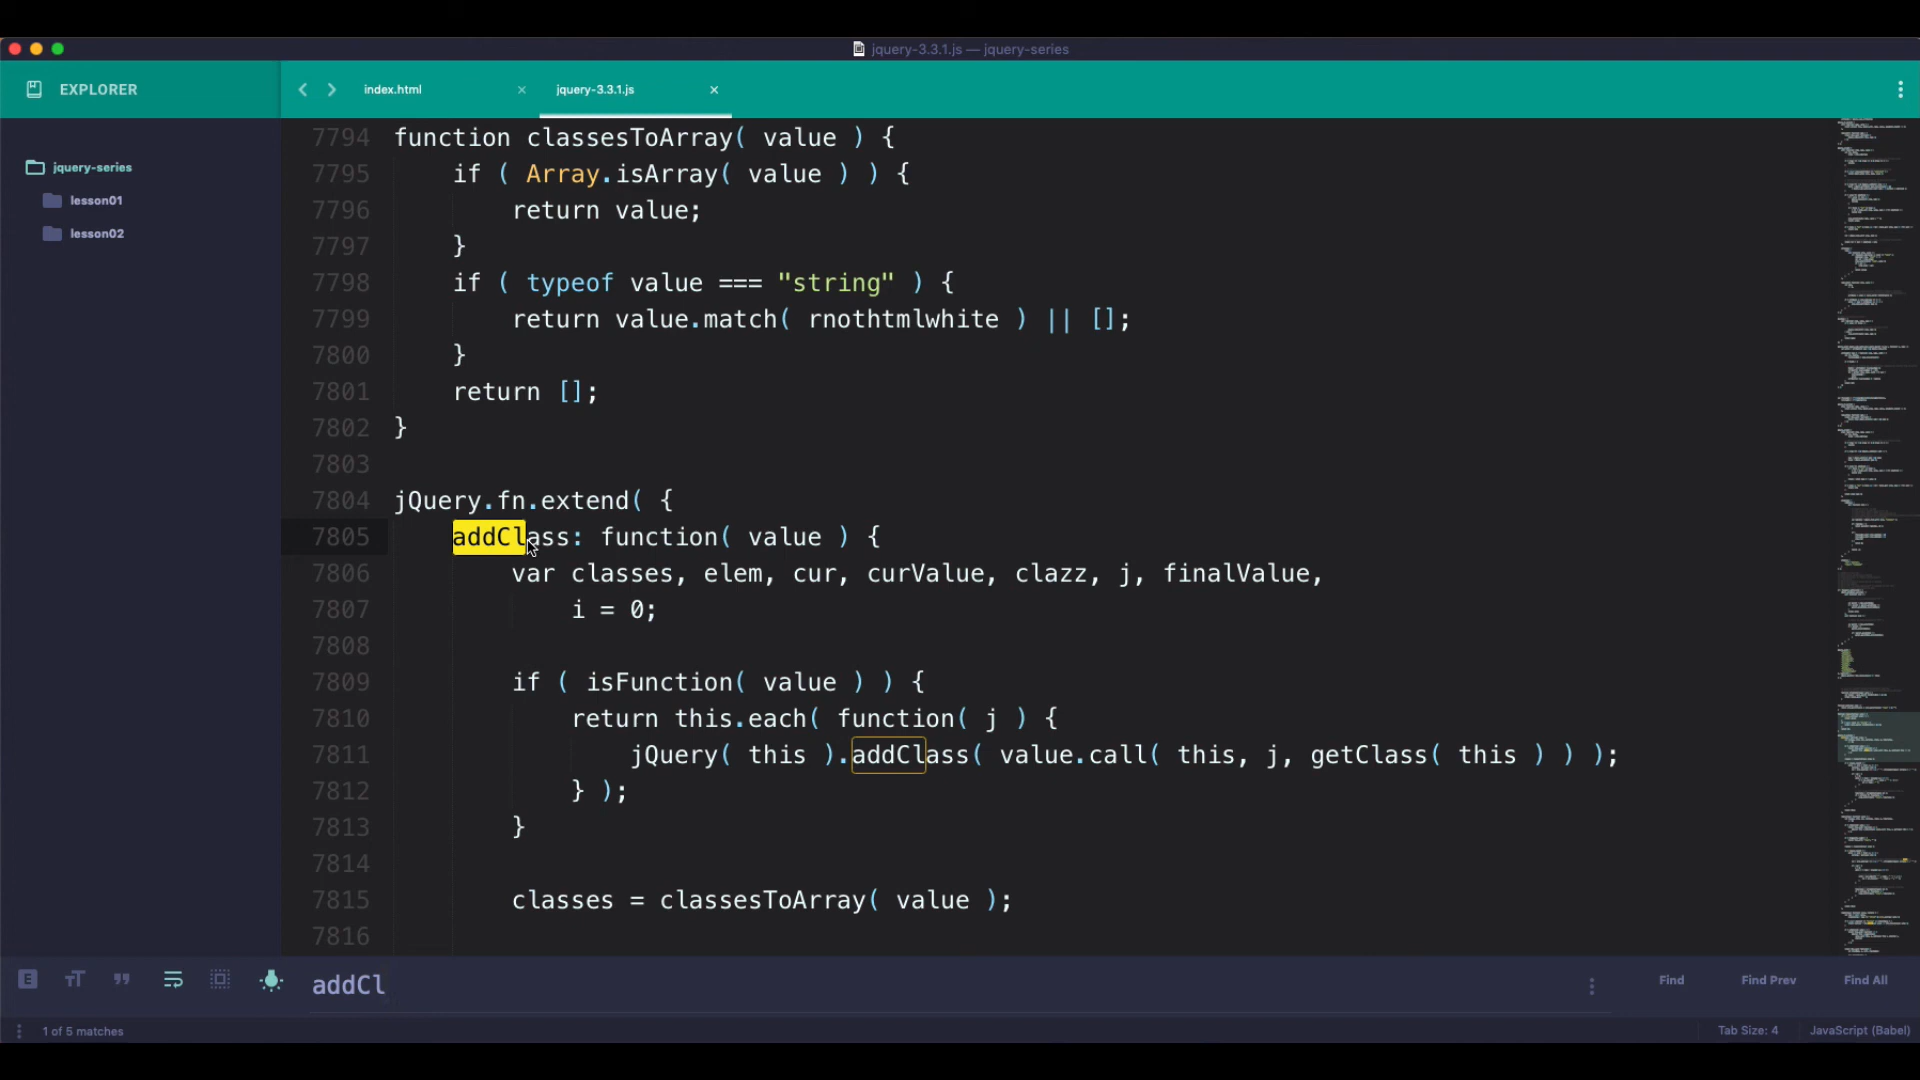 jquery-3.3.1.js — jquery-series
EXPLORER
index.html
jquery-3.3.1.js
jquery-series
lesson01
lesson02
7794 function classesToArray( value ) {
7795 if ( Array.isArray( value ) ) {
7796 return value;
7797 }
7798 if ( typeof value === "string" ) {
7799 return value.match( rnothtmlwhite ) || [];
7800 }
7801 return [];
7802 }
7803
7804 jQuery.fn.extend( {
7805 addClass: function( value ) {
7806 var classes, elem, cur, curValue, clazz, j, finalValue,
7807 i = 0;
7808
7809 if ( isFunction( value ) ) {
7810 return this.each( function( j ) {
7811 jQuery( this ).addClass( value.call( this, j, getClass( this ) ) );
7812 } );
7813 }
7814
7815 classes = classesToArray( value );
7816
addCl
Find
Find Prev
Find All
1 of 5 matches
Tab Size: 4
JavaScript (Babel)